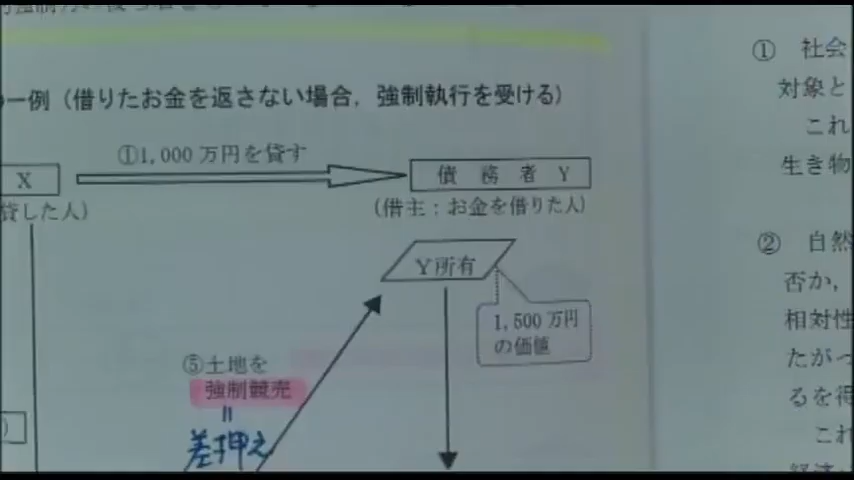 一例（借りたお金を返さない場合，強制執行を受ける）
①1,000万円を貸す
X
債務者Y
貸した人）
（借主：お金を借りた人）
Y所有
1,500万円
の価値
⑤土地を
強制競売
＝
差押え
① 社会
対象と
これ
生き物
② 自然
否か，
相対性
たがっ
るを得
これ